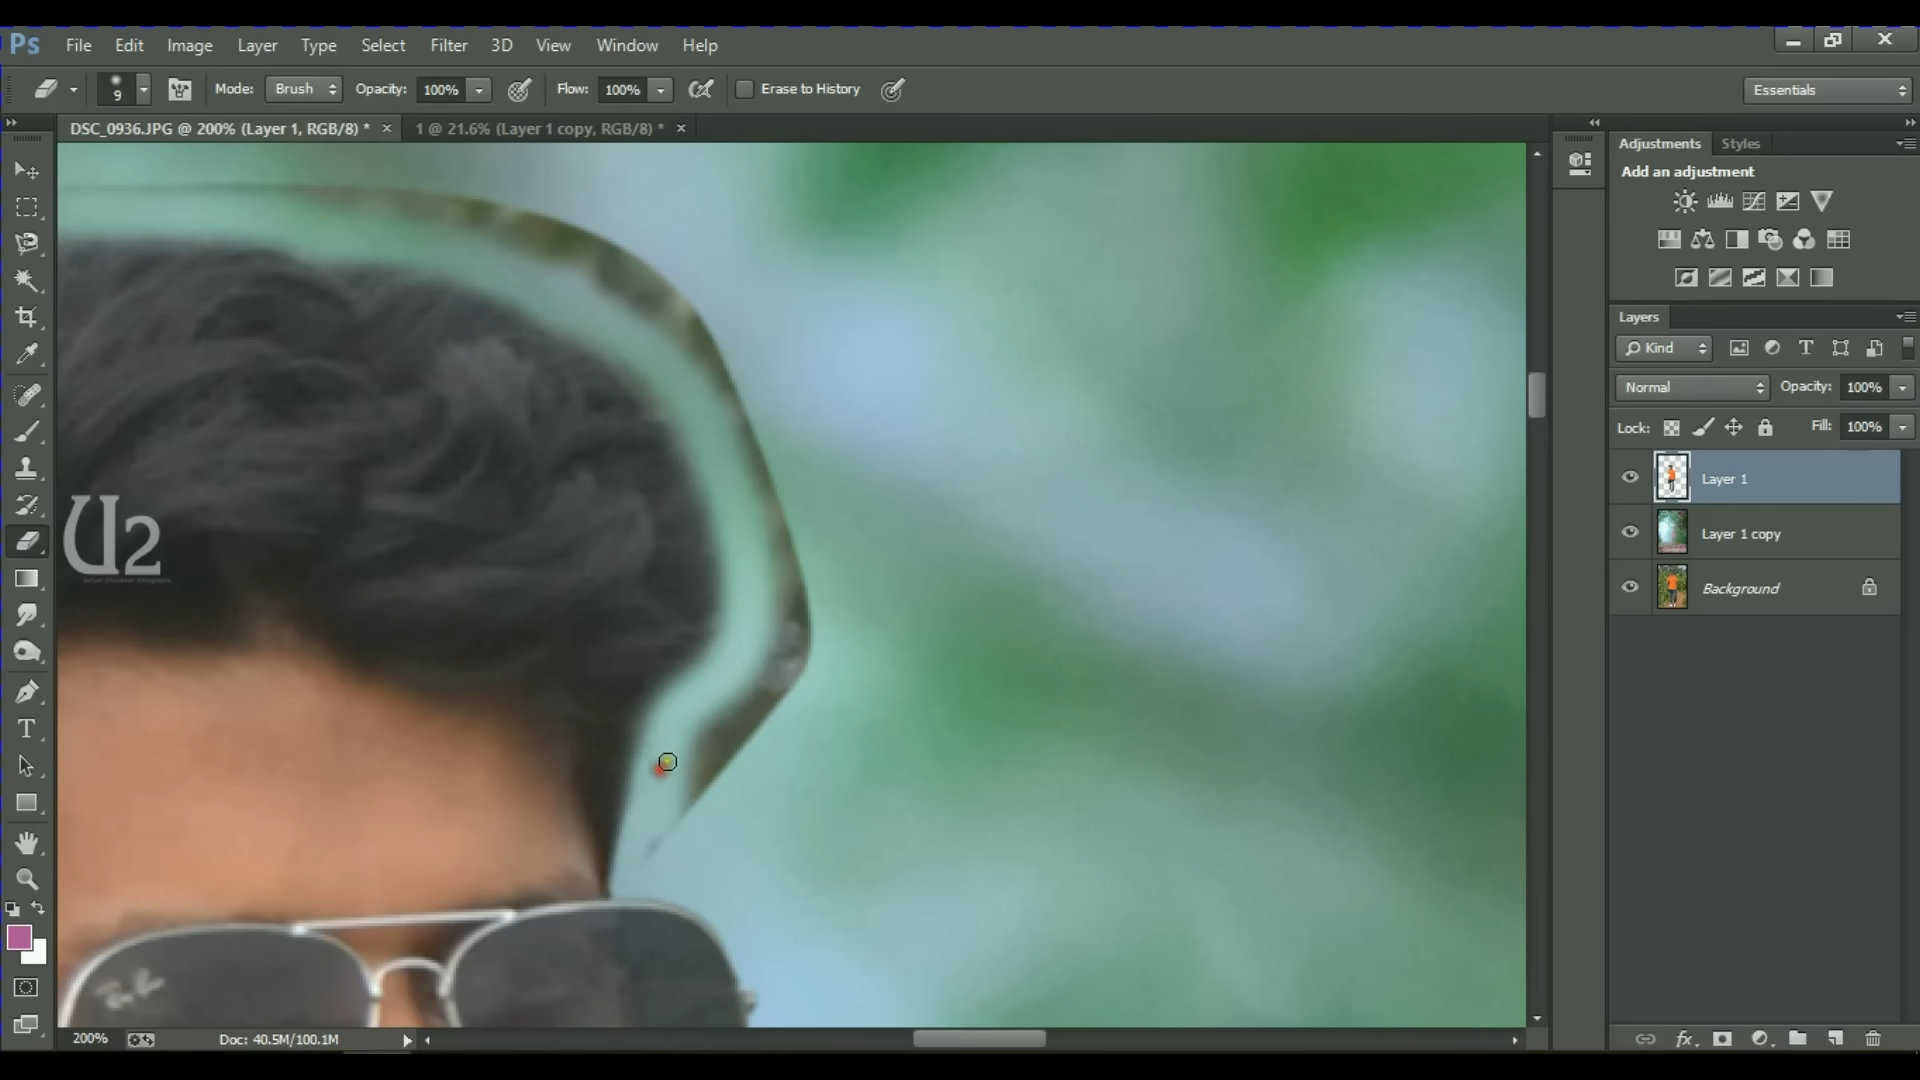 Ps File Edit Image Layer Type Select Filter 3D View Window Help
9 Mode: Brush Opacity: 100% Flow: 100% Erase to History Essentials
DSC_0936.JPG @ 200% (Layer 1, RGB/8) * × 1 @ 21.6% (Layer 1 copy, RGB/8) * ×
Adjustments Styles
Add an adjustment
Layers
Kind
Normal Opacity: 100%
Lock: Fill: 100%
Layer 1
Layer 1 copy
Background
U2
Ray-Ban
200% Doc: 40.5M/100.1M